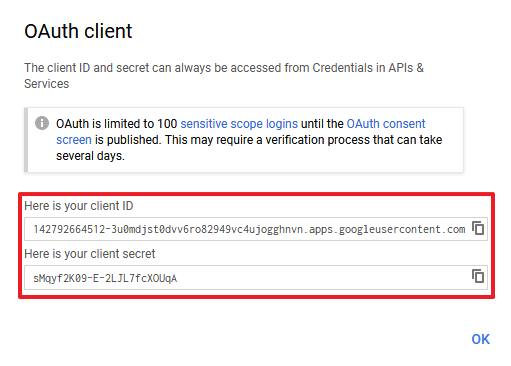 OAuth client
The client ID and secret can always be accessed from Credentials in APIs &
Services
OAuth is limited to 100 sensitive scope logins until the OAuth consent
screen is published. This may require a verification process that can take
several days.
Here is your client ID
142792664512-3u0mdjst0dvv6ro82949vc4ujogghnvn.apps.googleusercontent.com
Here is your client secret
sMqyf2K09-E-2LJL7fcXOUqA
OK